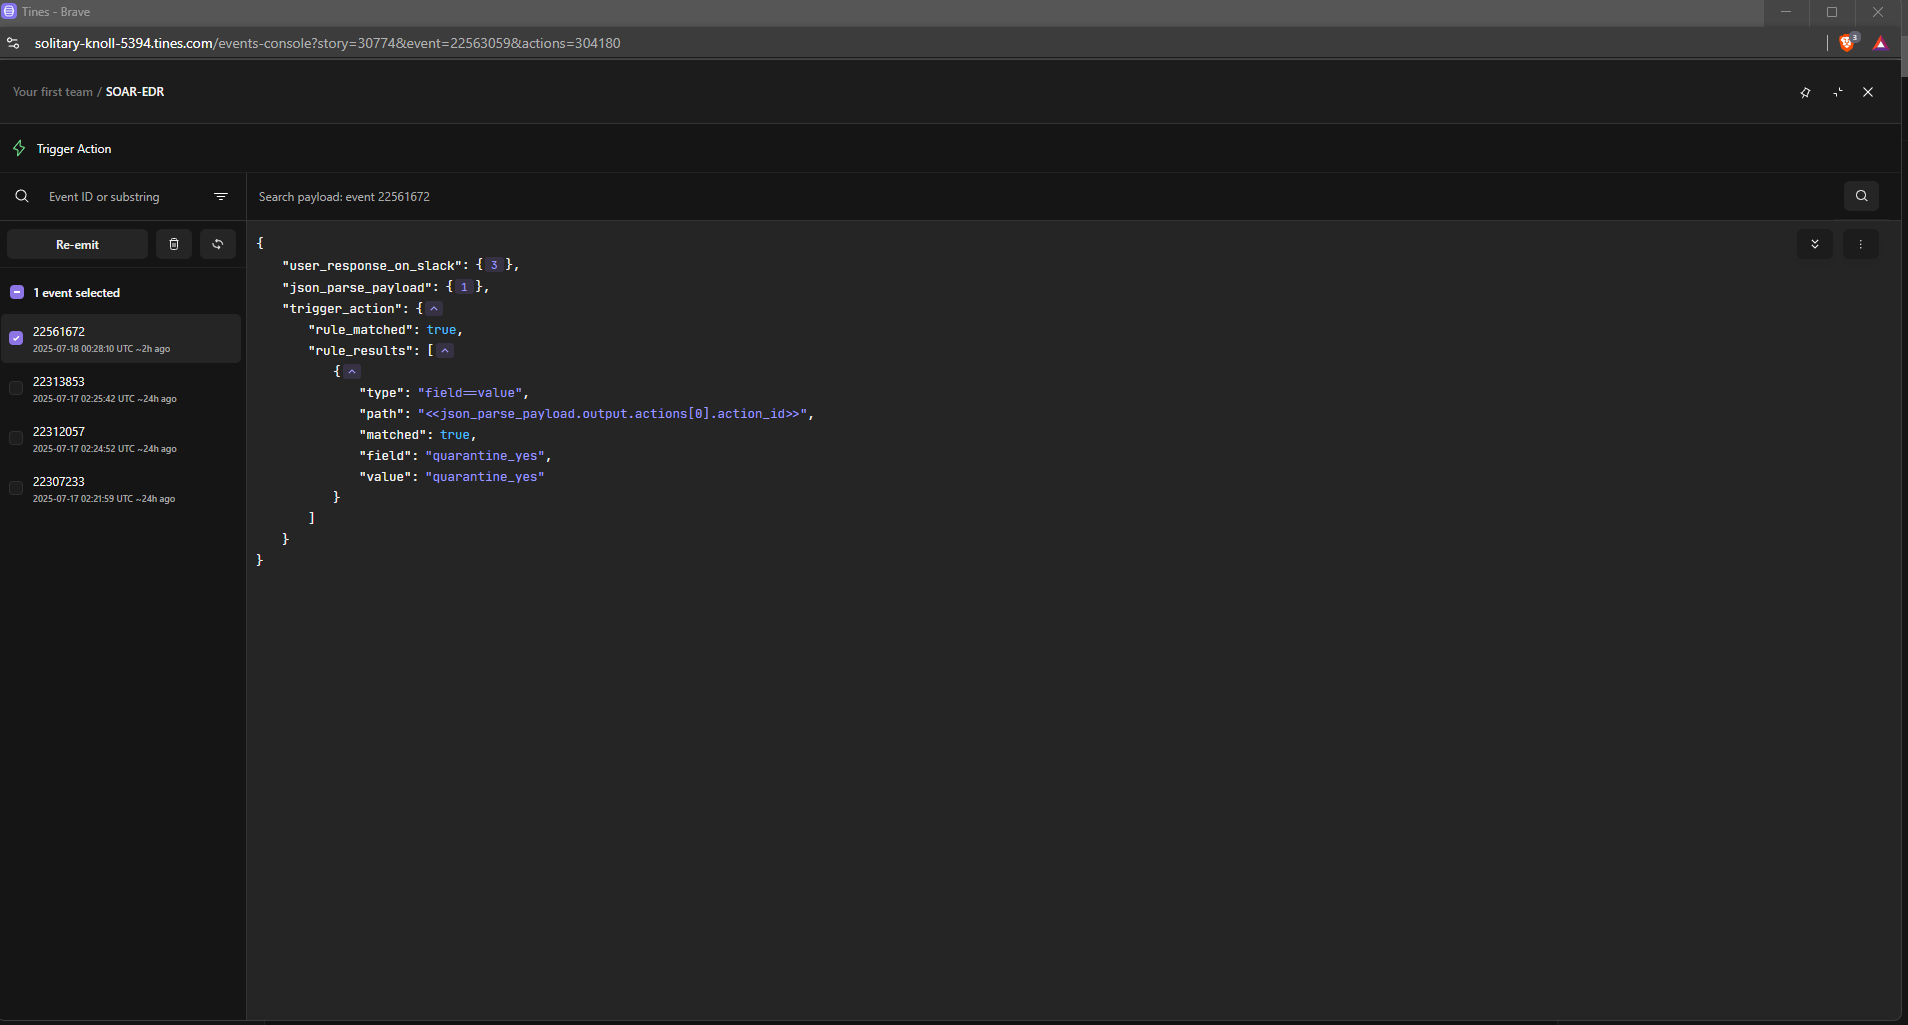 Tines - Brave
solitary-knoll-5394.tines.com/events-console?story=30774&event=22563059&actions=304180
3
Your first team / SOAR-EDR
Trigger Action
Event ID or substring
Search payload: event 22561672
Re-emit
1 event selected
22561672
2025-07-18 00:28:10 UTC ~2h ago
22313853
2025-07-17 02:25:42 UTC ~24h ago
22312057
2025-07-17 02:24:52 UTC ~24h ago
22307233
2025-07-17 02:21:59 UTC ~24h ago
{
"user_response_on_slack": { 3 },
"json_parse_payload": { 1 },
"trigger_action": {
"rule_matched": true,
"rule_results": [
{
"type": "field==value",
"path": "<<json_parse_payload.output.actions[0].action_id>>",
"matched": true,
"field": "quarantine_yes",
"value": "quarantine_yes"
}
]
}
}